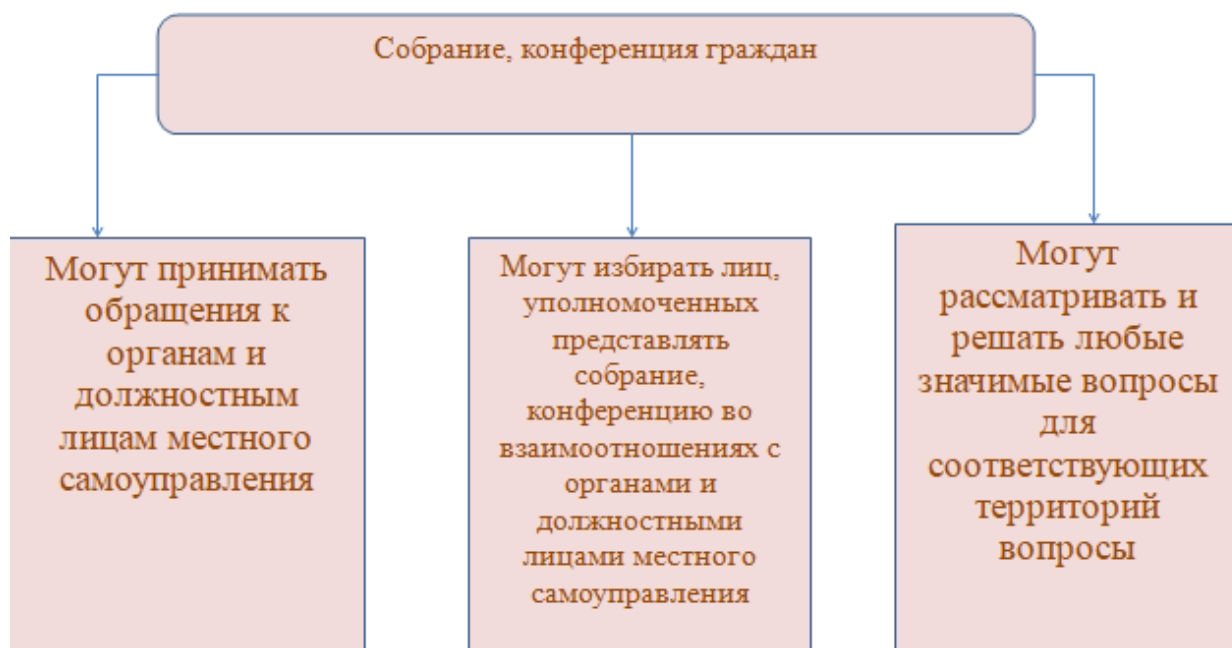 Собрание, конференция граждан
Могут принимать
обращения к
органам и
должностным
лицам местного
самоуправления
Могут избирать лиц,
уполномоченных
представлять
собрание,
конференцию во
взаимоотношениях с
органами и
должностными
лицами местного
самоуправления
Могут
рассматривать и
решать любые
значимые вопросы
для
соответствующих
территорий
вопросы